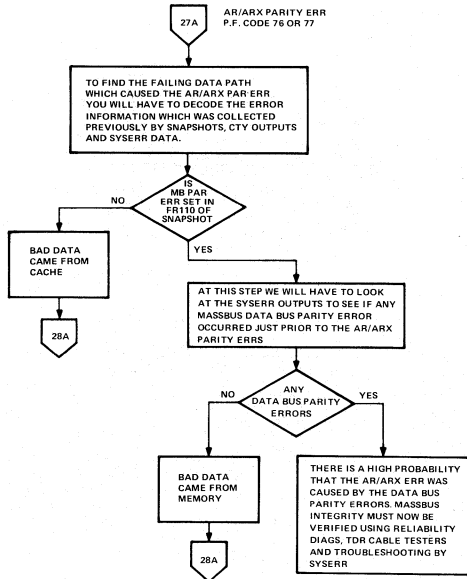 27A
AR/ARX PARITY ERR
P.F. CODE 76 OR 77
TO FIND THE FAILING DATA PATH
WHICH CAUSED THE AR/ARX PAR ERR
YOU WILL HAVE TO DECODE THE ERROR
INFORMATION WHICH WAS COLLECTED
PREVIOUSLY BY SNAPSHOTS, CTY OUTPUTS
AND SYSERR DATA.
IS
MB PAR
ERR SET IN
FR110 OF
SNAPSHOT
NO
YES
BAD DATA
CAME FROM
CACHE
28A
AT THIS STEP WE WILL HAVE TO LOOK
AT THE SYSERR OUTPUTS TO SEE IF ANY
MASSBUS DATA BUS PARITY ERROR
OCCURRED JUST PRIOR TO THE AR/ARX
PARITY ERRS
ANY
DATA BUS PARITY
ERRORS
NO
YES
BAD DATA
CAME FROM
MEMORY
28A
THERE IS A HIGH PROBABILITY
THAT THE AR/ARX ERR WAS
CAUSED BY THE DATA BUS
PARITY ERRORS. MASSBUS
INTEGRITY MUST NOW BE
VERIFIED USING RELIABILITY
DIAGS, TDR CABLE TESTERS
AND TROUBLESHOOTING BY
SYSERR